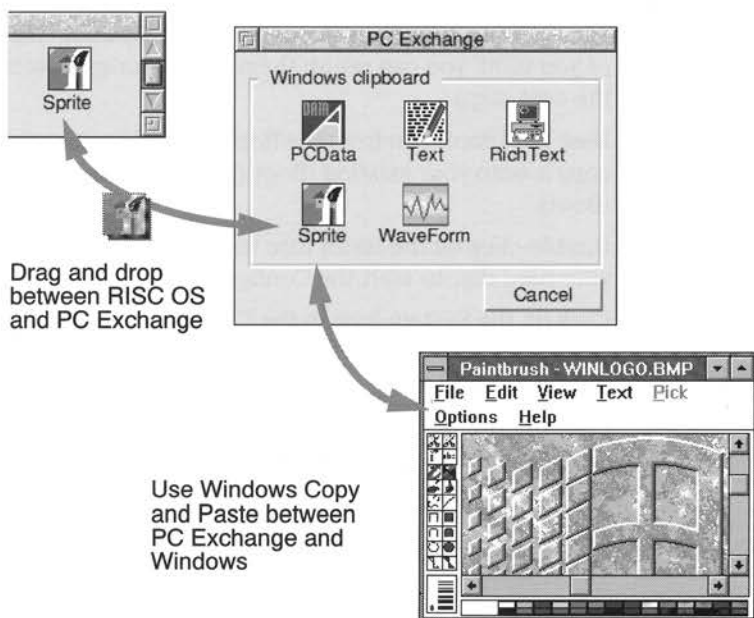 PC Exchange
Windows clipboard
Sprite
PCData
Text
RichText
Sprite
WaveForm
Cancel
Drag and drop
between RISC OS
and PC Exchange
Paintbrush - WINLOGO.BMP
File Edit View Text Pick
Options Help
Use Windows Copy
and Paste between
PC Exchange and
Windows